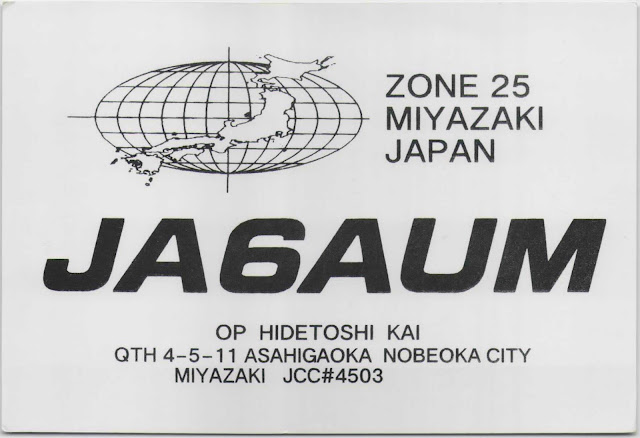 ZONE 25
MIYAZAKI
JAPAN
JA6AUM
OP HIDETOSHI KAI
QTH 4-5-11 ASAHIGAOKA NOBEOKA CITY
MIYAZAKI JCC#4503